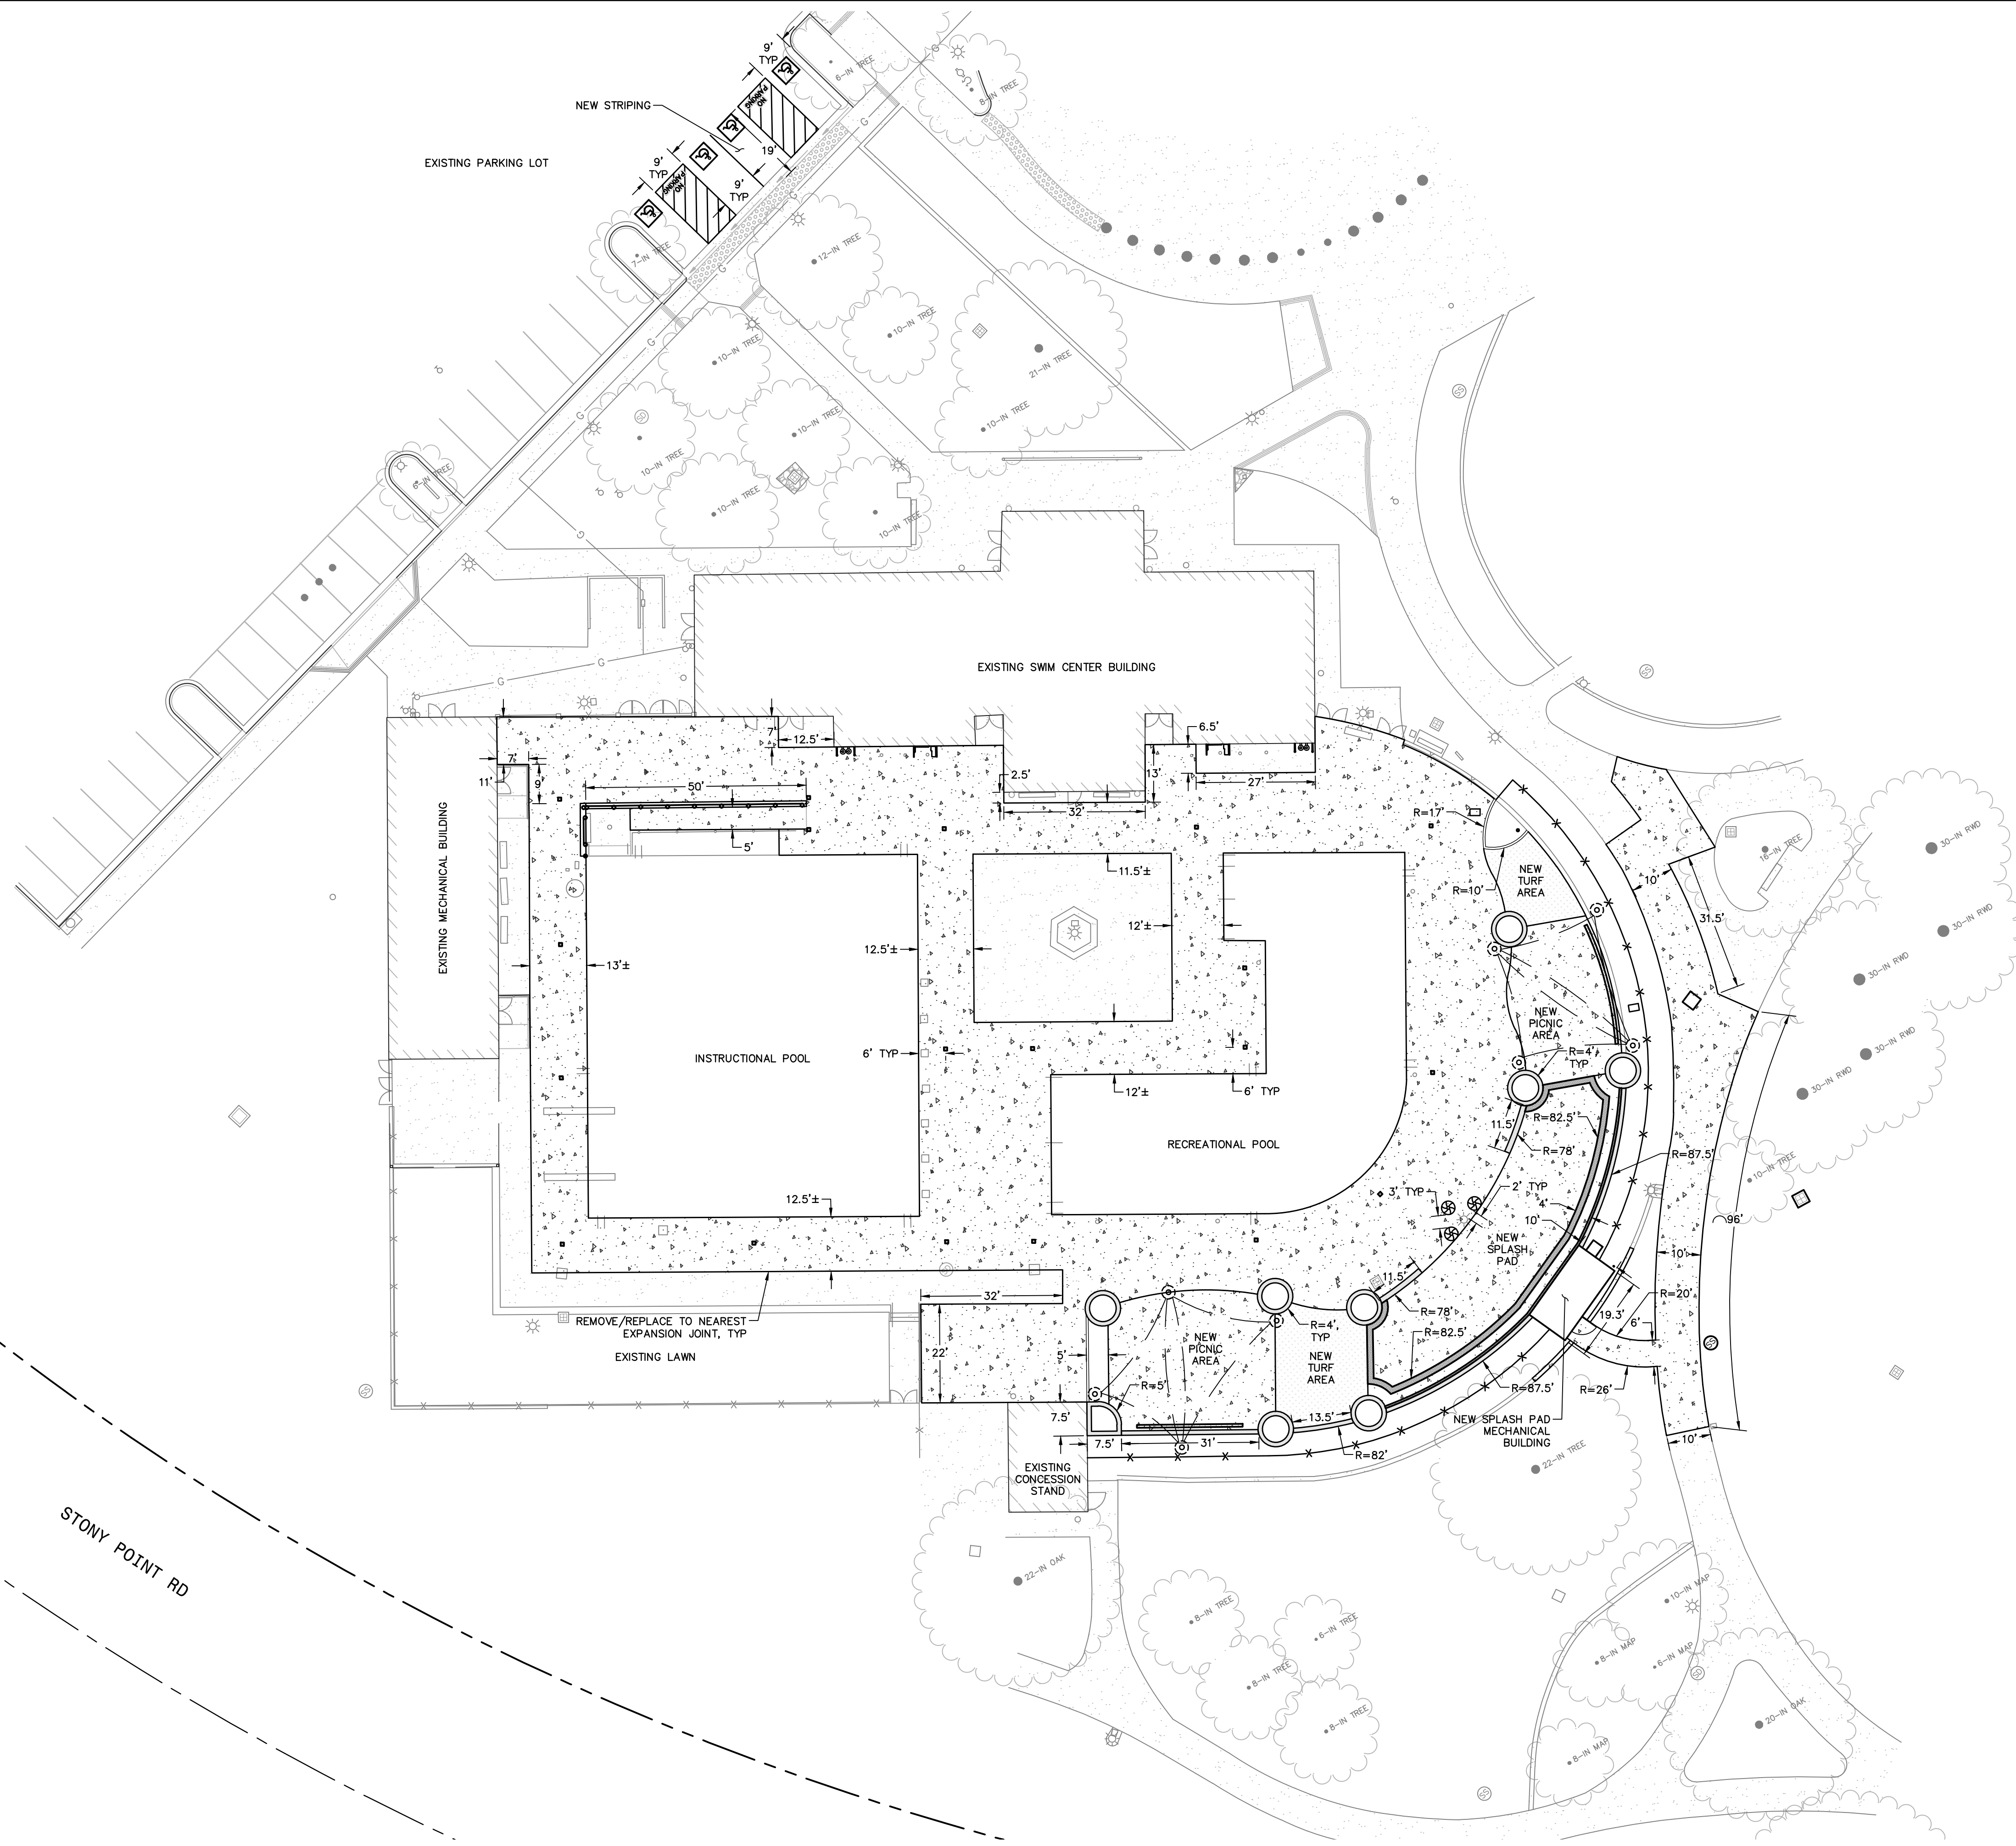 9'
TYP
6-IN TREE
8-IN TREE
NEW STRIPING
NO
PARKING
G
EXISTING PARKING LOT
19'
9'
TYP
NO
PARKING
9'
TYP
G
G
7-IN TREE
12-IN TREE
G
10-IN TREE
G
10-IN TREE
21-IN TREE
SS
G
SD
10-IN TREE
10-IN TREE
10-IN TREE
6-IN TREE
10-IN TREE
10-IN TREE
G
G
G
EXISTING SWIM CENTER BUILDING
SS
7'
12.5'
6.5'
7'
11'
9'
50'
2.5'
13'
32'
27'
5'
R=17'
EXISTING MECHANICAL BUILDING
11.5'±
R=10'
NEW
TURF
AREA
10'
31.5'
16-IN TREE
30-IN RWD
30-IN RWD
30-IN RWD
30-IN RWD
30-IN RWD
12'±
12.5'±
13'±
NEW
PICNIC
AREA
INSTRUCTIONAL POOL
6' TYP
R=4'
TYP
12'±
6' TYP
R=82.5'
11.5'
RECREATIONAL POOL
R=78'
R=87.5'
10-IN TREE
12.5'±
3' TYP
2' TYP
4'
10'
96'
NEW
SPLASH
PAD
10'
11.5'
32'
R=78'
R=20'
19.3'
6'
REMOVE/REPLACE TO NEAREST
EXPANSION JOINT, TYP
R=4',
TYP
R=82.5'
SS
22'
NEW
PICNIC
AREA
NEW
TURF
AREA
EXISTING LAWN
5'
R=5'
R=87.5'
R=26'
SS
7.5'
13.5'
NEW SPLASH PAD
MECHANICAL
BUILDING
7.5'
31'
R=82'
10'
EXISTING
CONCESSION
STAND
22-IN TREE
STONY POINT RD
22-IN OAK
10-IN MAP
8-IN TREE
6-IN TREE
8-IN MAP
6-IN MAP
SD
8-IN TREE
8-IN TREE
20-IN OAK
8-IN MAP
SS